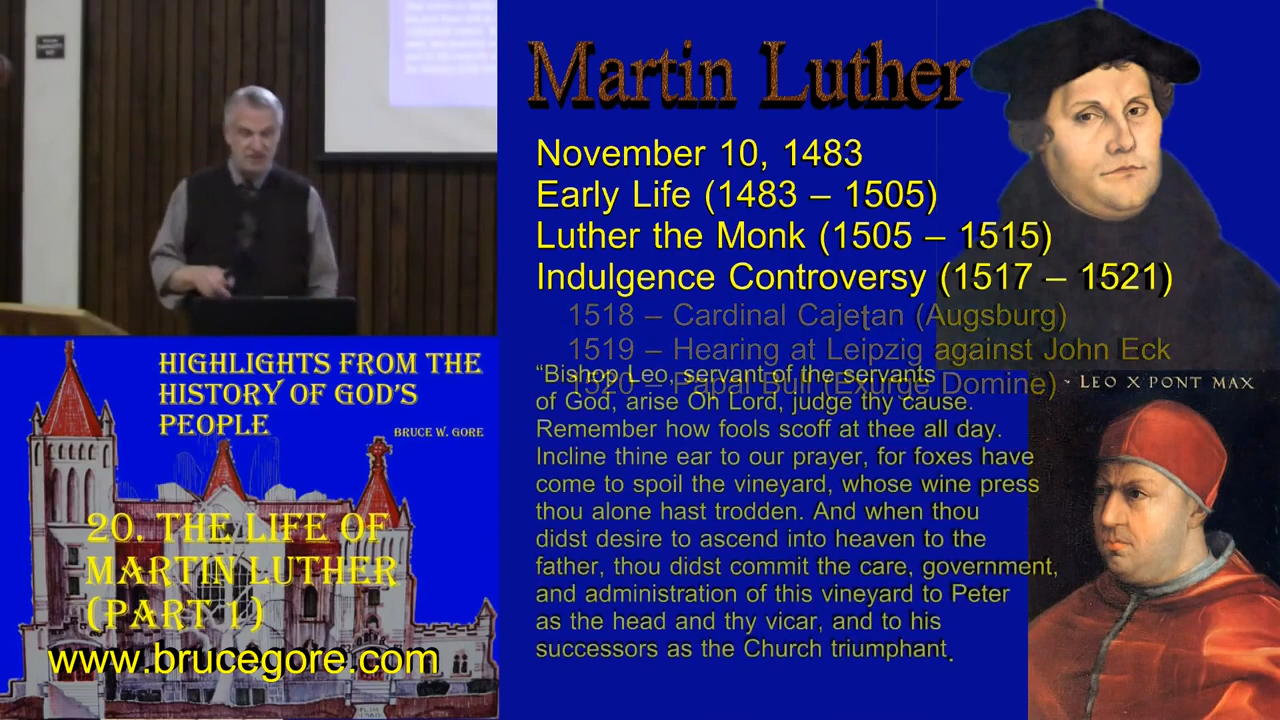 HIGHLIGHTS FROM THE
HISTORY OF GOD'S
PEOPLE
BRUCE W. GORE
20. THE LIFE OF
MARTIN LUTHER
(PART 1)
www.brucegore.com
Martin Luther
November 10, 1483
Early Life (1483 – 1505)
Luther the Monk (1505 – 1515)
Indulgence Controversy (1517 – 1521)
1518 – Cardinal Cajetan (Augsburg)
1519 – Hearing at Leipzig against John Eck
1520 – Papal Bull (Exurge Domine)
~ LEO X PONT MAX
“Bishop Leo, servant of the servants
of God, arise Oh Lord, judge thy cause.
Remember how fools scoff at thee all day.
Incline thine ear to our prayer, for foxes have
come to spoil the vineyard, whose wine press
thou alone hast trodden. And when thou
didst desire to ascend into heaven to the
father, thou didst commit the care, government,
and administration of this vineyard to Peter
as the head and thy vicar, and to his
successors as the Church triumphant.